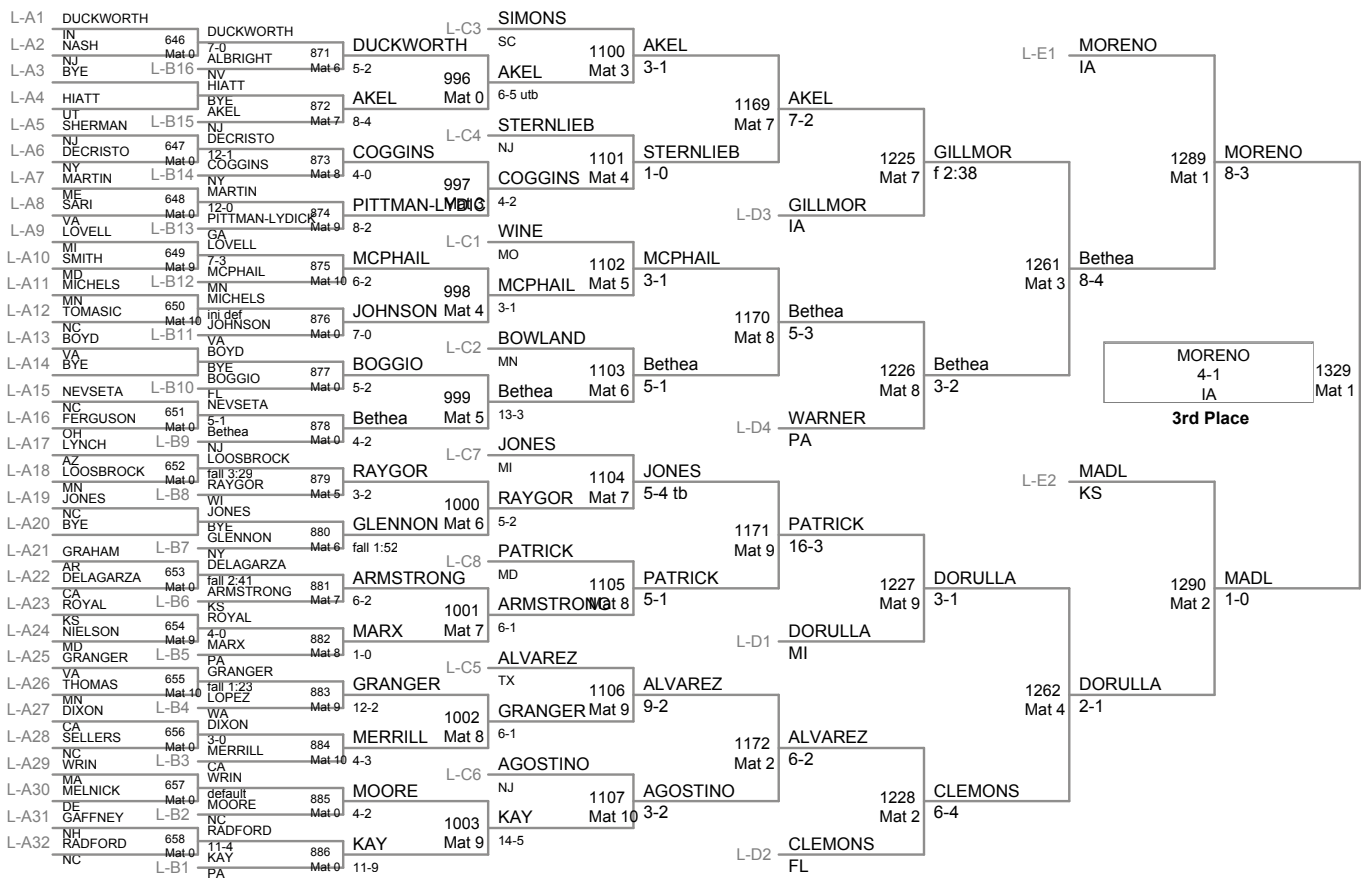 L-A1 DUCKWORTH
IN
L-A2 NASH
NJ
L-A3 BYE
L-A4 HIATT
UT
L-A5 SHERMAN
NJ
L-A6 DECRISTO
NY
L-A7 MARTIN
ME
L-A8 SARI
VA
L-A9 LOVELL
MI
L-A10 SMITH
MD
L-A11 MICHELS
MN
L-A12 TOMASIC
NC
L-A13 BOYD
VA
L-A14 BYE
L-A15 NEVSETA
NC
L-A16 FERGUSON
OH
L-A17 LYNCH
AZ
L-A18 LOOSBROCK
MN
L-A19 JONES
NC
L-A20 BYE
L-A21 GRAHAM
AR
L-A22 DELAGARZA
CA
L-A23 ROYAL
KS
L-A24 NIELSON
MD
L-A25 GRANGER
VA
L-A26 THOMAS
MN
L-A27 DIXON
CA
L-A28 SELLERS
NC
L-A29 WRIN
MA
L-A30 MELNICK
DE
L-A31 GAFFNEY
NH
L-A32 RADFORD
NC
646
Mat 0
647
Mat 0
648
Mat 0
649
Mat 9
650
Mat 10
651
Mat 0
652
Mat 0
653
Mat 0
654
Mat 9
655
Mat 10
656
Mat 0
657
Mat 0
658
Mat 0
DUCKWORTH
7-0
L-B16 ALBRIGHT
NV
HIATT
BYE
L-B15 AKEL
NJ
DECRISTO
12-1
L-B14 COGGINS
NY
MARTIN
12-0
L-B13 PITTMAN-LYDICK
GA
LOVELL
7-3
L-B12 MCPHAIL
MN
MICHELS
inj def
L-B11 JOHNSON
VA
BOYD
BYE
L-B10 BOGGIO
FL
NEVSETA
5-1
L-B9 Bethea
NJ
LOOSBROCK
fall 3:29
L-B8 RAYGOR
WI
JONES
BYE
L-B7 GLENNON
NY
DELAGARZA
fall 2:41
L-B6 ARMSTRONG
KS
ROYAL
4-0
L-B5 MARX
PA
GRANGER
fall 1:23
L-B4 LOPEZ
WA
DIXON
3-0
L-B3 MERRILL
CA
WRIN
default
L-B2 MOORE
NC
RADFORD
11-4
L-B1 KAY
PA
871
Mat 6
872
Mat 7
873
Mat 8
874
Mat 9
875
Mat 10
876
Mat 0
877
Mat 0
878
Mat 0
879
Mat 5
880
Mat 6
881
Mat 7
882
Mat 8
883
Mat 9
884
Mat 10
885
Mat 0
886
Mat 0
DUCKWORTH
5-2
AKEL
8-4
COGGINS
4-0
PITTMAN-LYDIC
8-2
MCPHAIL
6-2
JOHNSON
7-0
BOGGIO
5-2
Bethea
4-2
RAYGOR
3-2
GLENNON
fall 1:52
ARMSTRONG
6-2
MARX
1-0
GRANGER
12-2
MERRILL
4-3
MOORE
4-2
KAY
11-9
996
Mat 0
997
Mat 3
998
Mat 4
999
Mat 5
1000
Mat 6
1001
Mat 7
1002
Mat 8
1003
Mat 9
L-C3 SIMONS
SC
AKEL
6-5 utb
L-C4 STERNLIEB
NJ
COGGINS
4-2
L-C1 WINE
MO
MCPHAIL
3-1
L-C2 BOWLAND
MN
Bethea
13-3
L-C7 JONES
MI
RAYGOR
5-2
L-C8 PATRICK
MD
ARMSTRONG
6-1
L-C5 ALVAREZ
TX
GRANGER
6-1
L-C6 AGOSTINO
NJ
KAY
14-5
1100
Mat 3
1101
Mat 4
1102
Mat 5
1103
Mat 6
1104
Mat 7
1105
Mat 8
1106
Mat 9
1107
Mat 10
AKEL
3-1
STERNLIEB
1-0
MCPHAIL
3-1
Bethea
5-1
JONES
5-4 tb
PATRICK
5-1
ALVAREZ
9-2
AGOSTINO
3-2
1169
Mat 7
1170
Mat 8
1171
Mat 9
1172
Mat 2
AKEL
7-2
L-D3 GILLMOR
IA
Bethea
5-3
L-D4 WARNER
PA
PATRICK
16-3
L-D1 DORULLA
MI
ALVAREZ
6-2
L-D2 CLEMONS
FL
1225
Mat 7
1226
Mat 8
1227
Mat 9
1228
Mat 2
GILLMOR
f 2:38
Bethea
3-2
DORULLA
3-1
CLEMONS
6-4
1261
Mat 3
1262
Mat 4
L-E1 MORENO
IA
Bethea
8-4
L-E2 MADL
KS
DORULLA
2-1
1289
Mat 1
1290
Mat 2
MORENO
8-3
MADL
1-0
MORENO
4-1
IA
1329
Mat 1
3rd Place